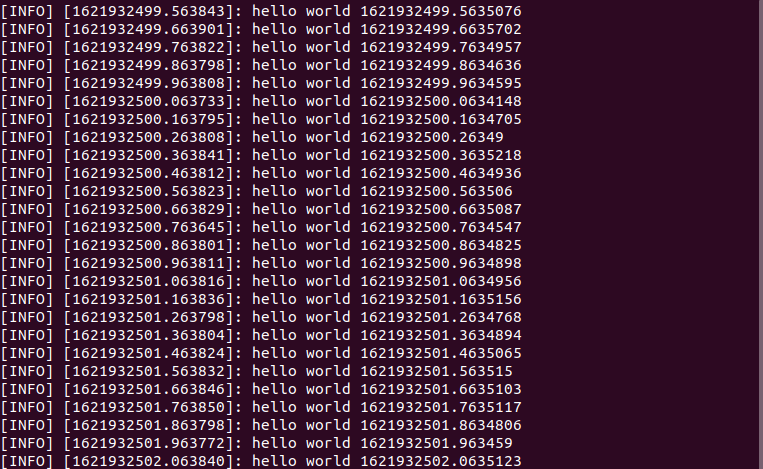 [INFO] [1621932499.563843]: hello world 1621932499.5635076
[INFO] [1621932499.663901]: hello world 1621932499.6635702
[INFO] [1621932499.763822]: hello world 1621932499.7634957
[INFO] [1621932499.863798]: hello world 1621932499.8634636
[INFO] [1621932499.963808]: hello world 1621932499.9634595
[INFO] [1621932500.063733]: hello world 1621932500.0634148
[INFO] [1621932500.163795]: hello world 1621932500.1634705
[INFO] [1621932500.263808]: hello world 1621932500.26349
[INFO] [1621932500.363841]: hello world 1621932500.3635218
[INFO] [1621932500.463812]: hello world 1621932500.4634936
[INFO] [1621932500.563823]: hello world 1621932500.563506
[INFO] [1621932500.663829]: hello world 1621932500.6635087
[INFO] [1621932500.763645]: hello world 1621932500.7634547
[INFO] [1621932500.863801]: hello world 1621932500.8634825
[INFO] [1621932500.963811]: hello world 1621932500.9634898
[INFO] [1621932501.063816]: hello world 1621932501.0634956
[INFO] [1621932501.163836]: hello world 1621932501.1635156
[INFO] [1621932501.263798]: hello world 1621932501.2634768
[INFO] [1621932501.363804]: hello world 1621932501.3634894
[INFO] [1621932501.463824]: hello world 1621932501.4635065
[INFO] [1621932501.563832]: hello world 1621932501.563515
[INFO] [1621932501.663846]: hello world 1621932501.6635103
[INFO] [1621932501.763850]: hello world 1621932501.7635117
[INFO] [1621932501.863798]: hello world 1621932501.8634806
[INFO] [1621932501.963772]: hello world 1621932501.963459
[INFO] [1621932502.063840]: hello world 1621932502.0635123